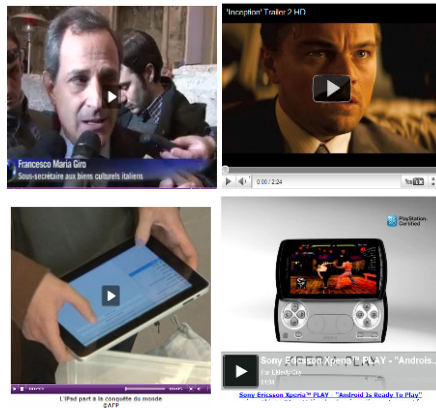 Francesco Maria Giro
Sous-secrétaire aux biens culturels italiens
'Inception' Trailer 2 HD
0:00 / 2:24
L'iPad part à la conquête du monde
©AFP
PlayStation.
Certified
Sony Ericsson Xperia™ PLAY - "Androis
Sony Ericsson Xperia™ PLAY - "Android Is Ready To Play"